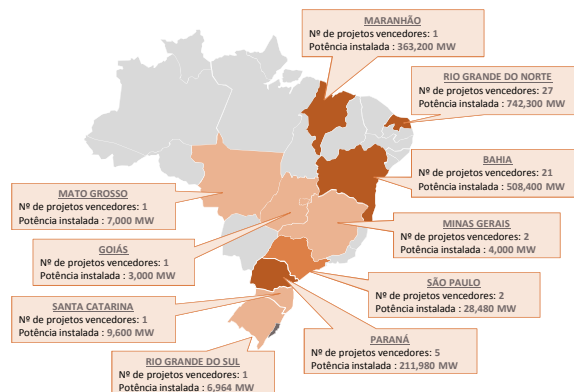 MARANHÃO
Nº de projetos vencedores: 1
Potência instalada : 363,200 MW
RIO GRANDE DO NORTE
Nº de projetos vencedores: 27
Potência instalada : 742,300 MW
BAHIA
Nº de projetos vencedores: 21
Potência instalada : 508,400 MW
MATO GROSSO
Nº de projetos vencedores: 1
Potência instalada : 7,000 MW
MINAS GERAIS
Nº de projetos vencedores: 2
Potência instalada : 4,000 MW
GOIÁS
Nº de projetos vencedores: 1
Potência instalada : 3,000 MW
SÃO PAULO
Nº de projetos vencedores: 2
Potência instalada : 28,480 MW
SANTA CATARINA
Nº de projetos vencedores: 1
Potência instalada : 9,600 MW
PARANÁ
Nº de projetos vencedores: 5
Potência instalada : 211,980 MW
RIO GRANDE DO SUL
Nº de projetos vencedores: 1
Potência instalada : 6,964 MW